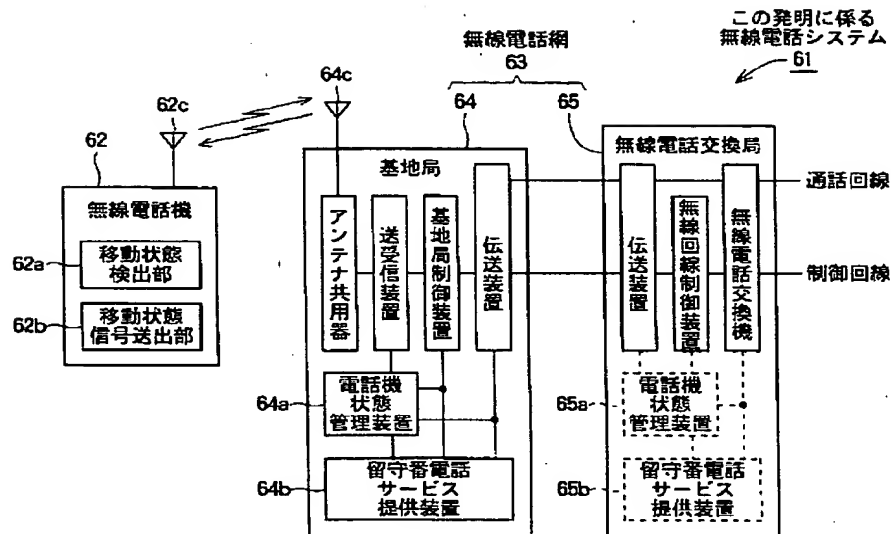 この発明に係る
無線電話システム
61
無線電話網
63
64c
62c
64
65
62
無線電話機
62a
移動状態
検出部
62b
移動状態
信号送出部
基地局
アンテナ共用器
送受信装置
基地局制御装置
伝送装置
64a
電話機
状態
管理装置
64b
留守番電話
サービス
提供装置
無線電話交換局
伝送装置
無線回線制御装置
無線電話交換機
65a
電話機
状態
管理装置
65b
留守番電話
サービス
提供装置
通話回線
制御回線